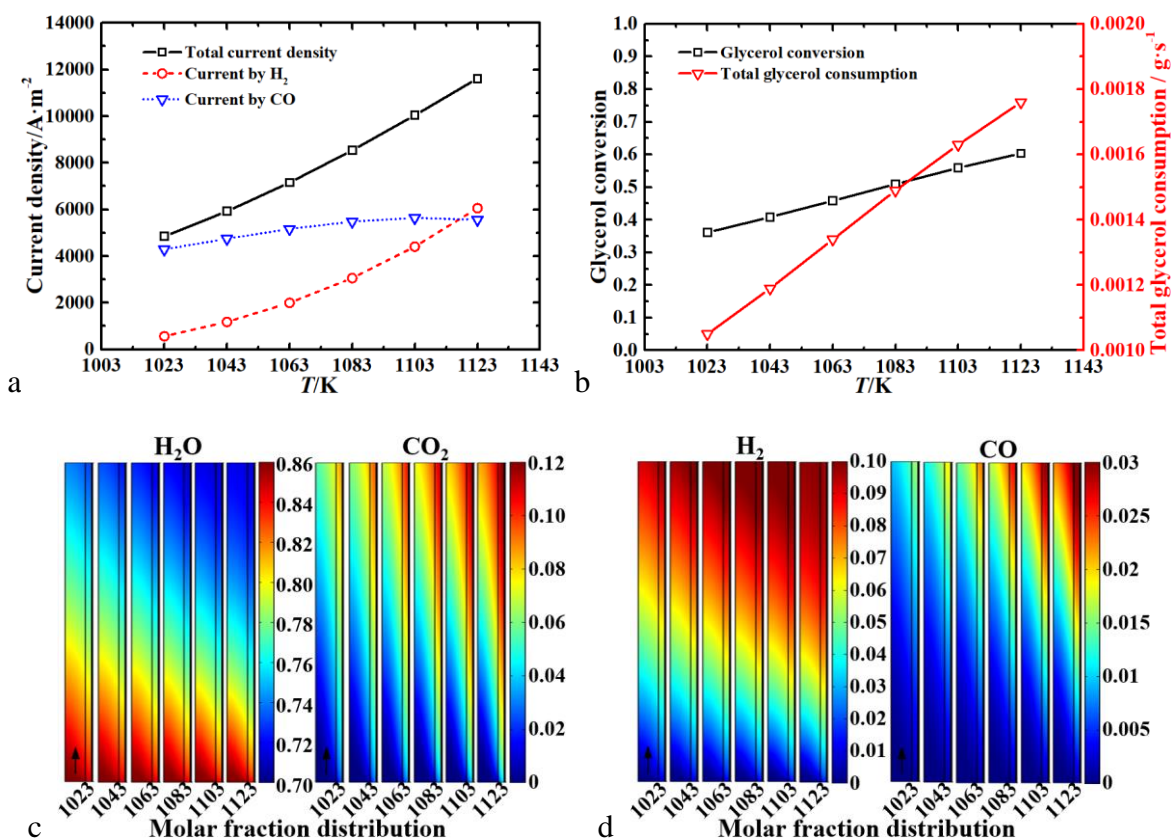 14000
12000
10000
8000
6000
4000
2000
0
Current density/A·m⁻²
Total current density
Current by H₂
Current by CO
1003 1023 1043 1063 1083 1103 1123 1143
T/K
a
1.0
0.9
0.8
0.7
0.6
0.5
0.4
0.3
0.2
0.1
0.0
Glycerol conversion
Glycerol conversion
Total glycerol consumption
0.0020
0.0018
0.0016
0.0014
0.0012
0.0010
Total glycerol consumption / g·s⁻¹
1003 1023 1043 1063 1083 1103 1123 1143
T/K
b
H₂O
0.86
0.84
0.82
0.80
0.78
0.76
0.74
0.72
0.70
1023 1043 1063 1083 1103 1123
CO₂
0.12
0.10
0.08
0.06
0.04
0.02
0
1023 1043 1063 1083 1103 1123
Molar fraction distribution
c
H₂
0.10
0.09
0.08
0.07
0.06
0.05
0.04
0.03
0.02
0.01
0
1023 1043 1063 1083 1103 1123
CO
0.03
0.025
0.02
0.015
0.01
0.005
0
1023 1043 1063 1083 1103 1123
Molar fraction distribution
d